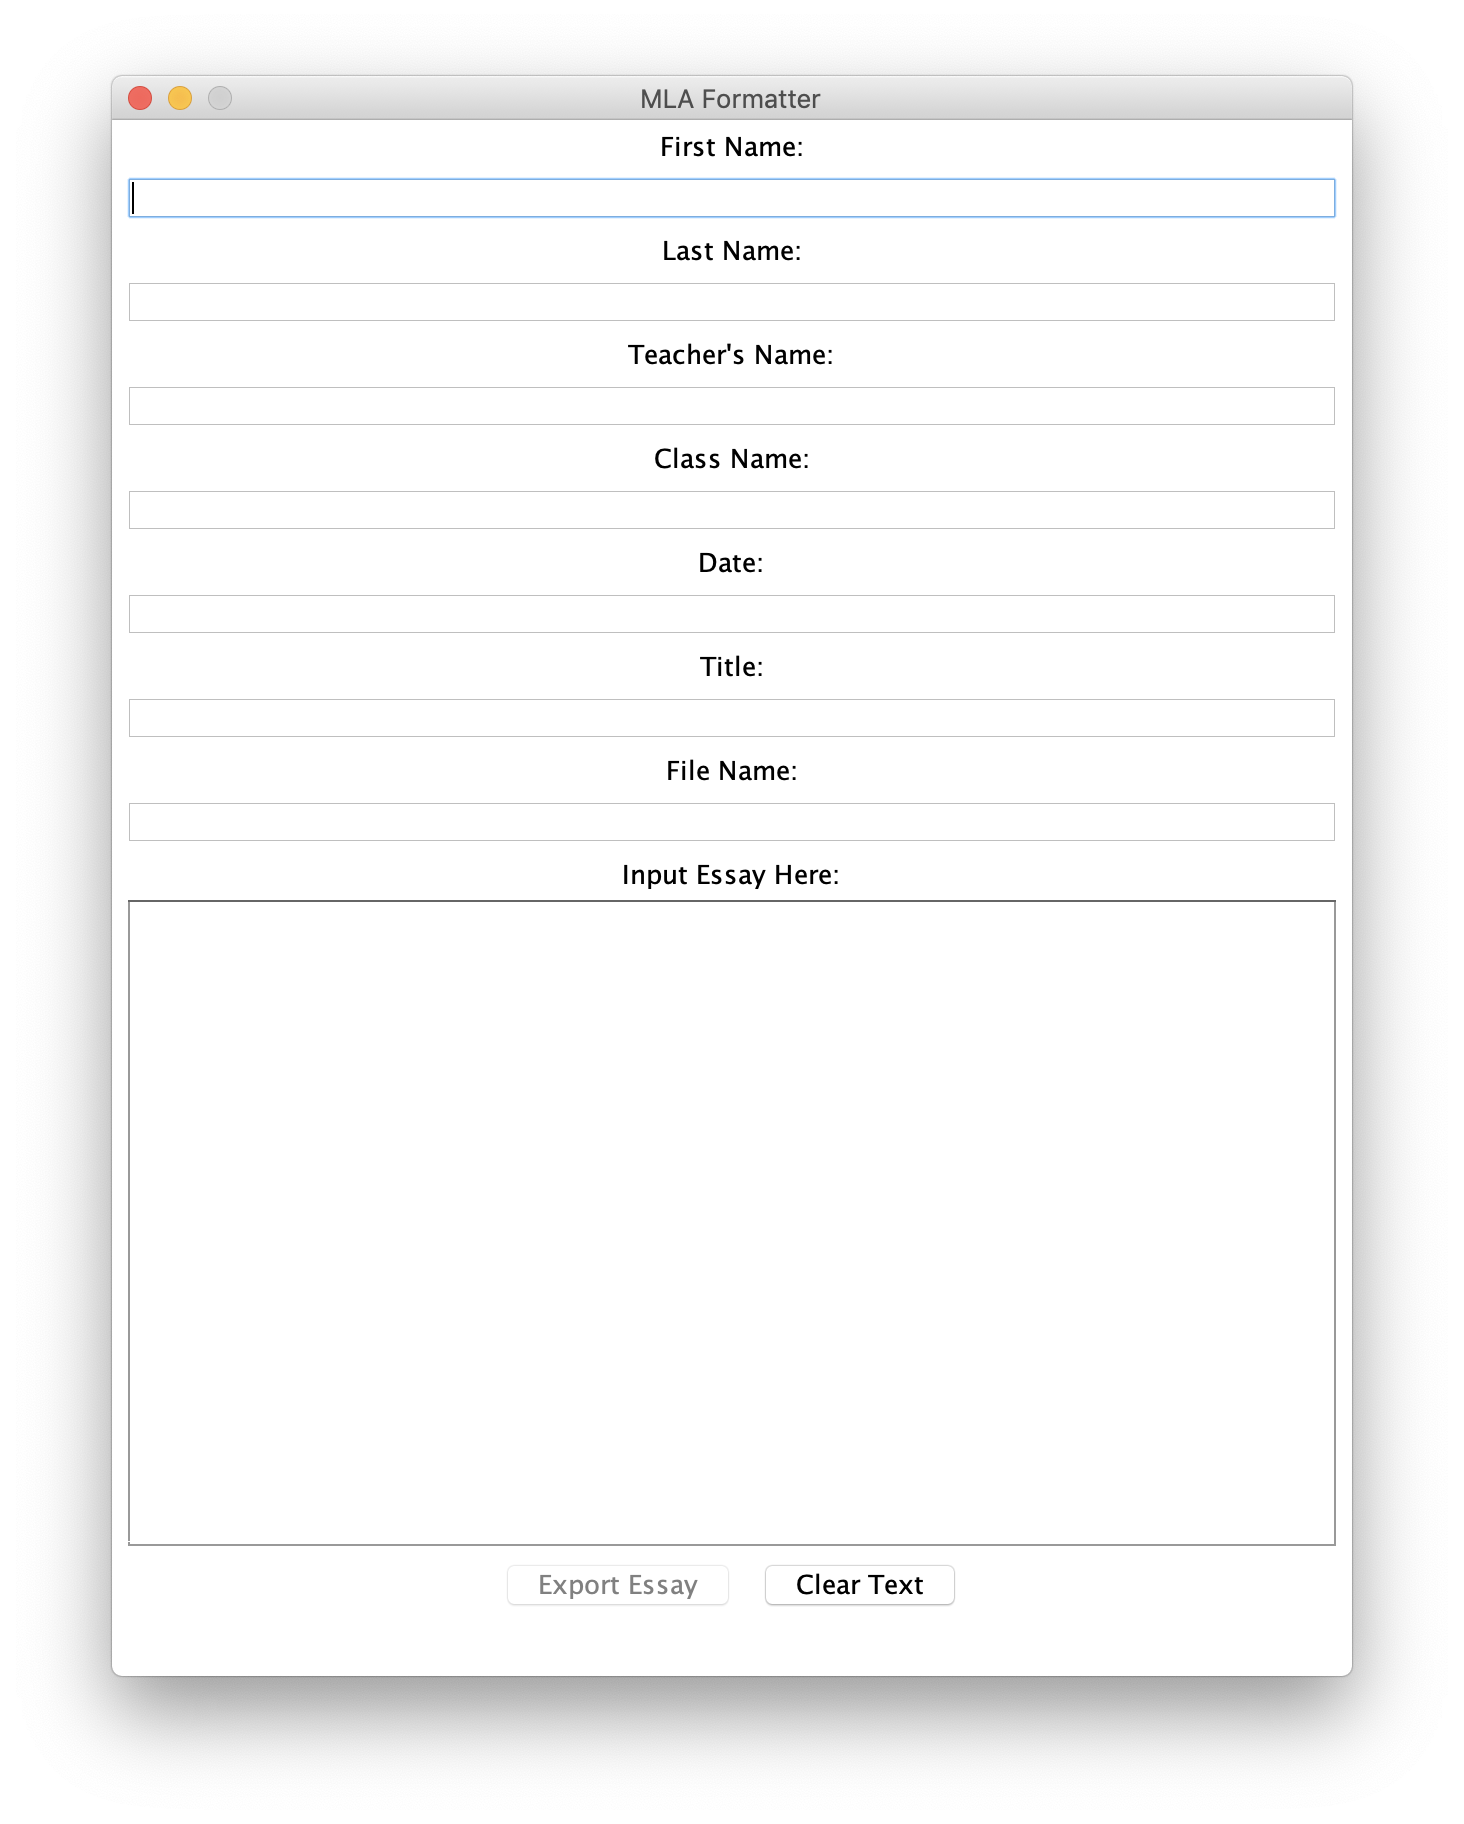 MLA Formatter
First Name:
Last Name:
Teacher's Name:
Class Name:
Date:
Title:
File Name:
Input Essay Here:
Export Essay Clear Text